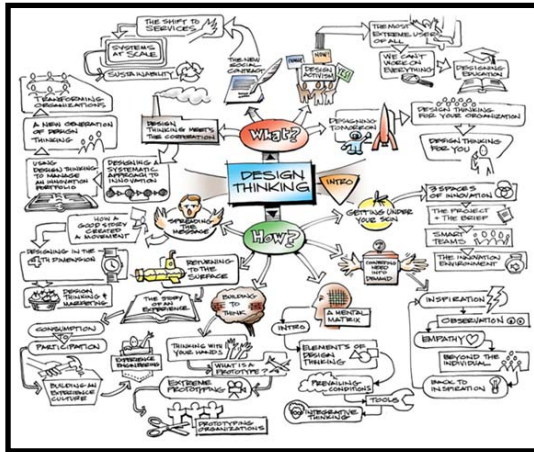 THE SHIFT TO
SERVICES
SYSTEMS
AT SCALE
SUSTAINABILITY
TRANSFORMING
ORGANIZATIONS
A NEW GENERATION
OF DESIGN
THINKING
USING
DESIGN THINKING
TO MANAGE
AN INNOVATION
PORTFOLIO
DESIGNING A
SYSTEMATIC
APPROACH TO
INNOVATION
DESIGN
THINKING MEETS
THE CORPORATION
THE NEW
SOCIAL
CONTRACT
What?
NOW!
YES!
DESIGN
ACTIVISM
THE MOST
EXTREME USER
OF ALL
WE CAN'T
WORK ON
EVERYTHING
DESIGNING
EDUCATION
DESIGNING
TOMORROW
DESIGN THINKING
FOR YOUR ORGANIZATION
DESIGN THINKING
FOR YOU
DESIGN
THINKING
INTRO
How?
GETTING UNDER
YOUR SKIN
3 SPACES
OF INNOVATION
THE PROJECT
+ THE BRIEF
SMART
TEAMS
THE INNOVATION
ENVIRONMENT
CONVERTING
NEED
INTO
DEMAND
INSPIRATION
OBSERVATION
EMPATHY
BEYOND THE
INDIVIDUAL
BACK TO
INSPIRATION
A MENTAL
MATRIX
INTRO
ELEMENTS OF
DESIGN
THINKING
PREVAILING
CONDITIONS
TOOLS
INTEGRATIVE
THINKING
BUILDING
TO
THINK
THINKING WITH
YOUR HANDS
WHAT IS A
PROTOTYPE?
EXTREME
PROTOTYPING
PROTOTYPING
ORGANIZATIONS
RETURNING
TO THE
SURFACE
THE STORY
OF AN
EXPERIENCE
CONSUMPTION
PARTICIPATION
BUILDING AN
EXPERIENCE
CULTURE
EXPERIENCE
ENGINEERING
SPREADING
THE MESSAGE
HOW A
GOOD STORY
CREATED
A MOVEMENT
DESIGNING IN THE
4TH DIMENSION
DESIGN
THINKING &
MARKETING